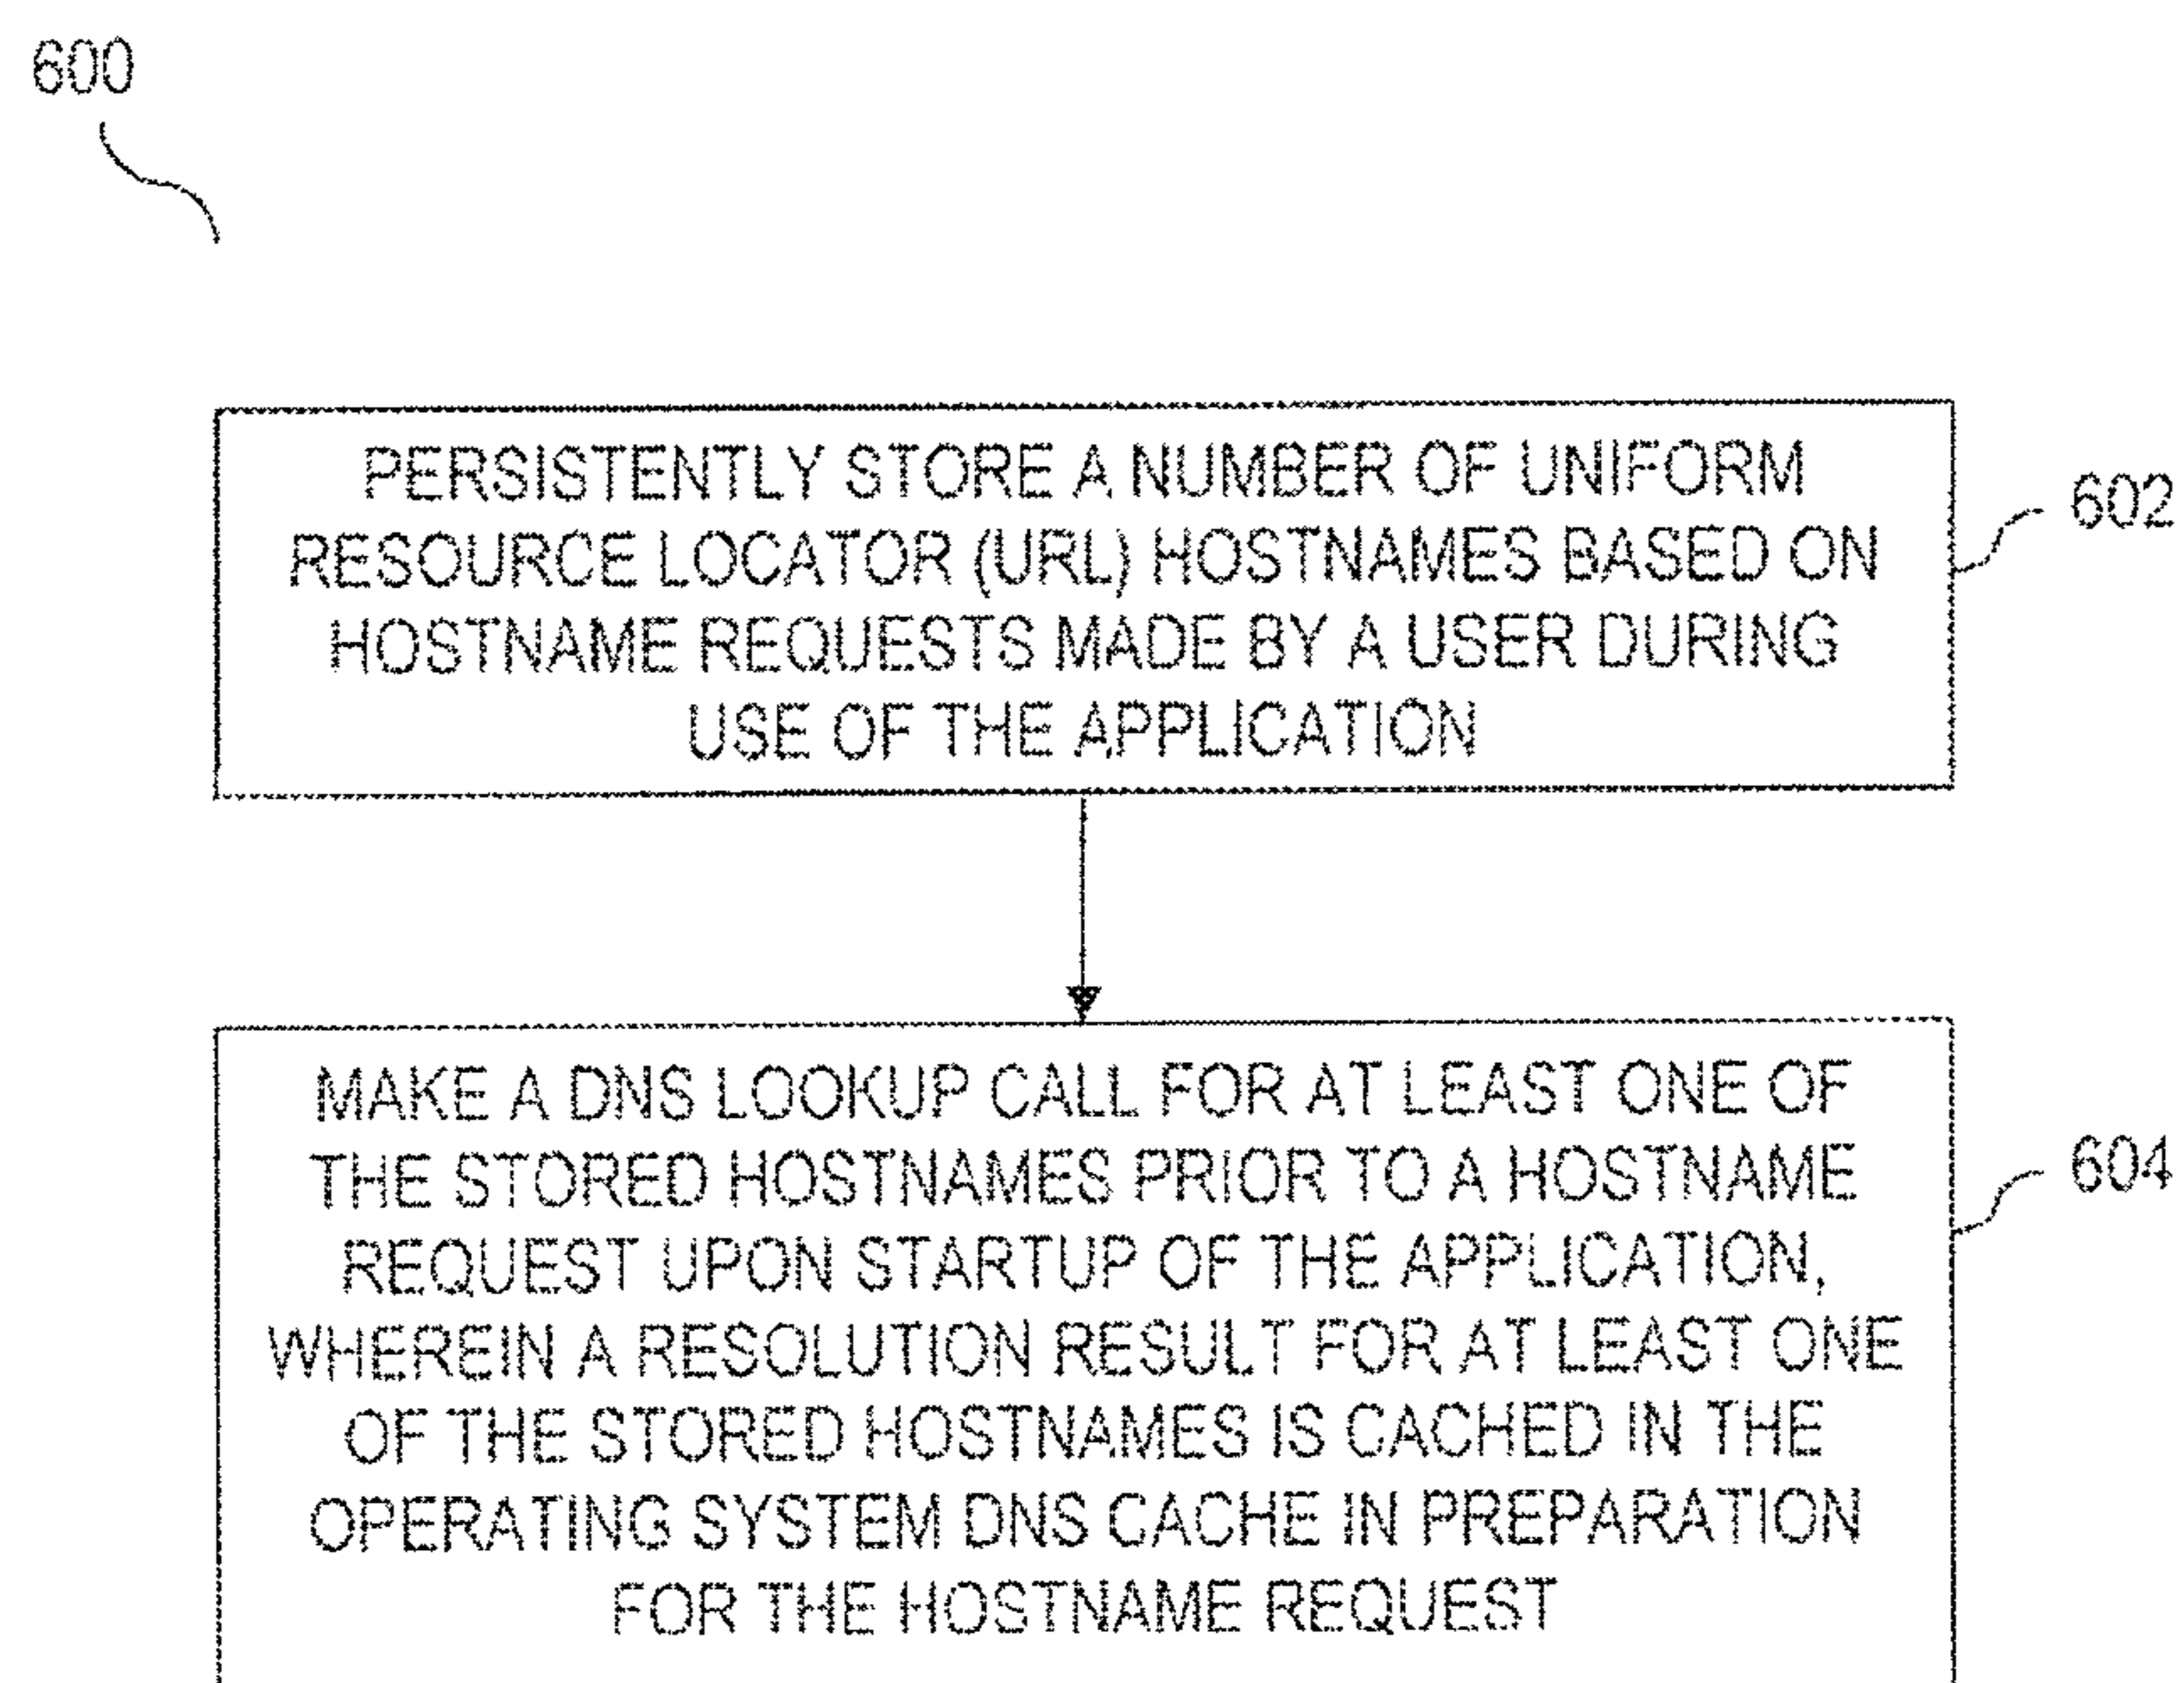 600
PERSISTENTLY STORE A NUMBER OF UNIFORM
RESOURCE LOCATOR (URL) HOSTNAMES BASED ON
HOSTNAME REQUESTS MADE BY A USER DURING
USE OF THE APPLICATION
602
MAKE A DNS LOOKUP CALL FOR AT LEAST ONE OF
THE STORED HOSTNAMES PRIOR TO A HOSTNAME
REQUEST UPON STARTUP OF THE APPLICATION,
WHEREIN A RESOLUTION RESULT FOR AT LEAST ONE
OF THE STORED HOSTNAMES IS CACHED IN THE
OPERATING SYSTEM DNS CACHE IN PREPARATION
FOR THE HOSTNAME REQUEST
604